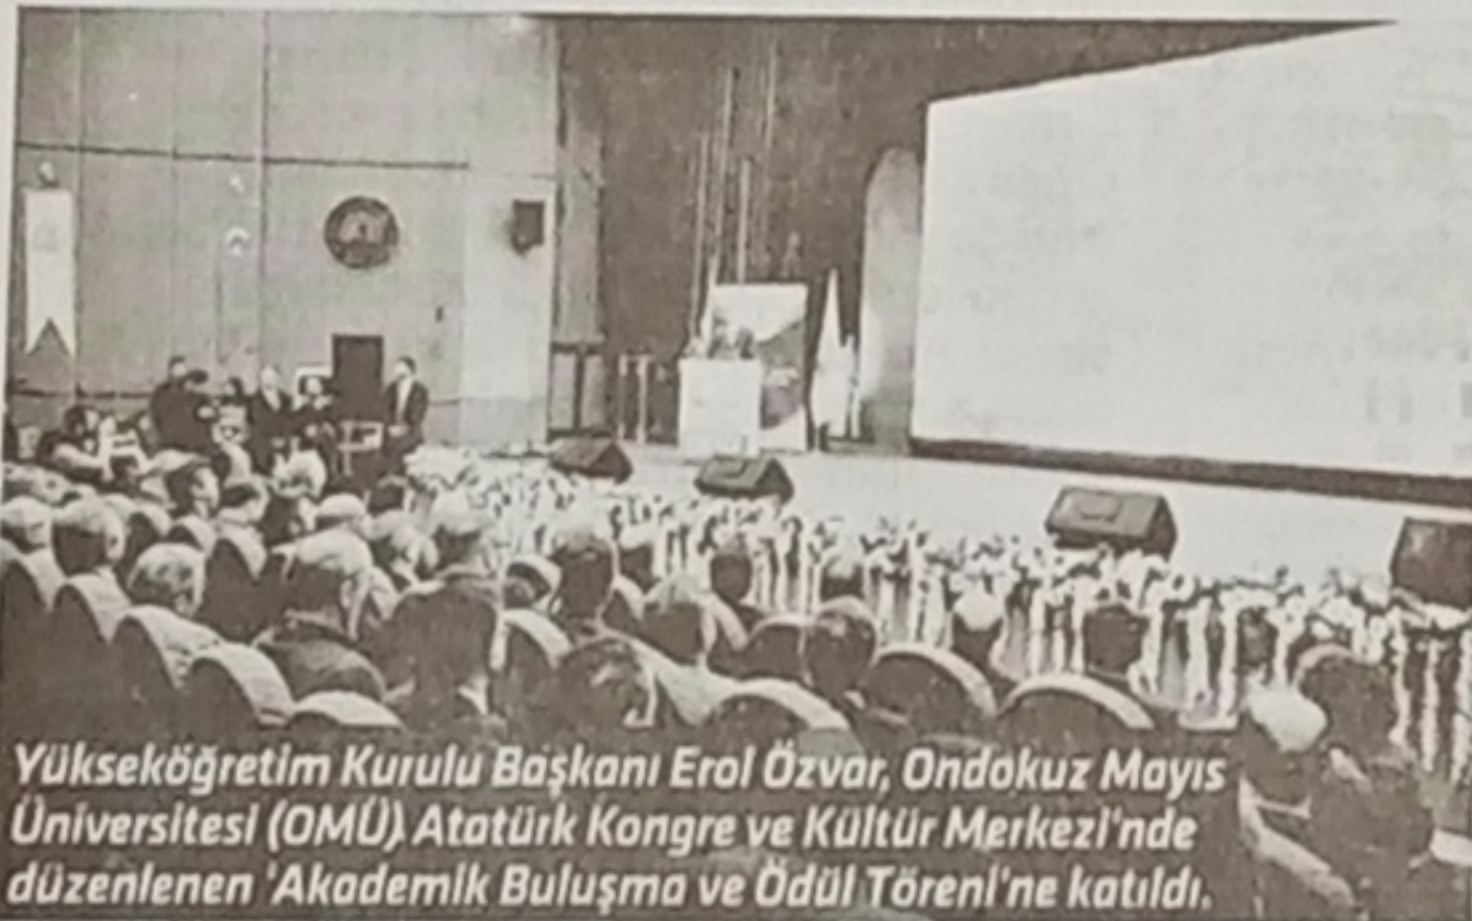 Yükseköğretim Kurulu Başkanı Erol Özvar, Ondokuz Mayıs
Üniversitesi (OMÜ) Atatürk Kongre ve Kültür Merkezi'nde
düzenlenen 'Akademik Buluşma ve Ödül Töreni'ne katıldı.